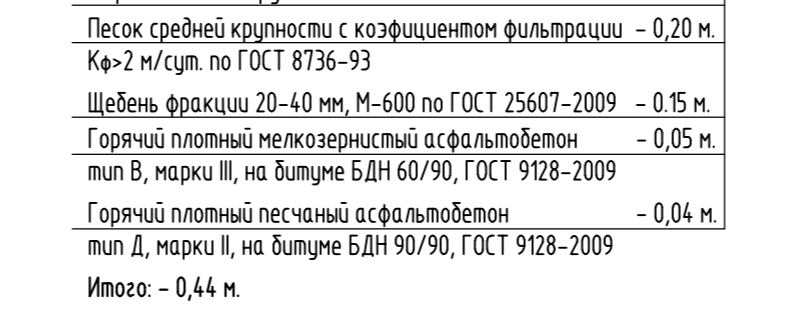 Песок средней крупности с коэфициентом фильтрации - 0,20 м.
Кф>2 м/сут. по ГОСТ 8736-93
Щебень фракции 20-40 мм, М-600 по ГОСТ 25607-2009 - 0.15 м.
Горячий плотный мелкозернистый асфальтобетон - 0,05 м.
тип В, марки III, на битуме БДН 60/90, ГОСТ 9128-2009
Горячий плотный песчаный асфальтобетон - 0,04 м.
тип Д, марки II, на битуме БДН 90/90, ГОСТ 9128-2009
Итого: - 0,44 м.